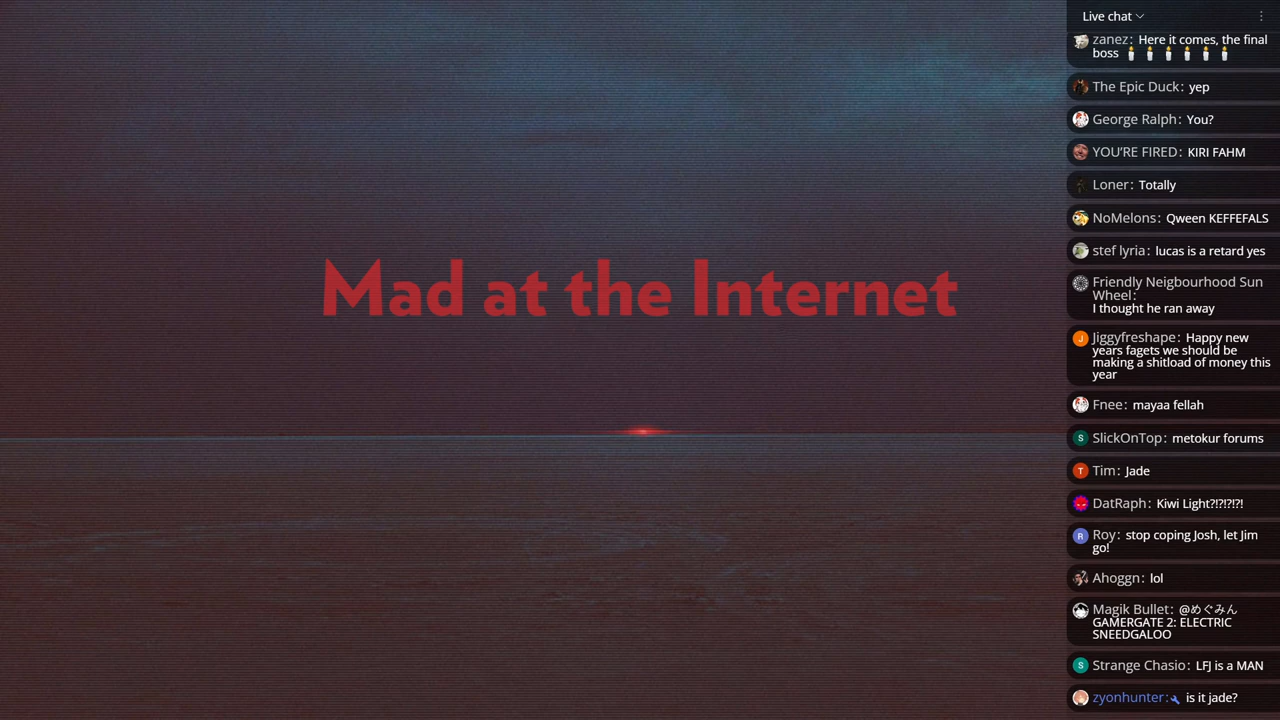 Live chat
zanez: Here it comes, the final
boss 🕯 🕯 🕯 🕯 🕯 🕯
The Epic Duck: yep
George Ralph: You?
YOU'RE FIRED: KIRI FAHM
Loner: Totally
NoMelons: Qween KEFFEFALS
stef lyria: lucas is a retard yes
Friendly Neigbourhood Sun
Wheel:
I thought he ran away
Jiggyfreshape: Happy new
years fagets we should be
making a shitload of money this
year
Fnee: mayaa fellah
SlickOnTop: metokur forums
Tim: Jade
DatRaph: Kiwi Light?!?!?!?!
Roy: stop coping Josh, let Jim
go!
Ahoggn: lol
Magik Bullet: @めぐみん
GAMERGATE 2: ELECTRIC
SNEEDGALOO
Strange Chasio: LFJ is a MAN
zyonhunter: is it jade?
Mad at the Internet
S
J
T
R
S